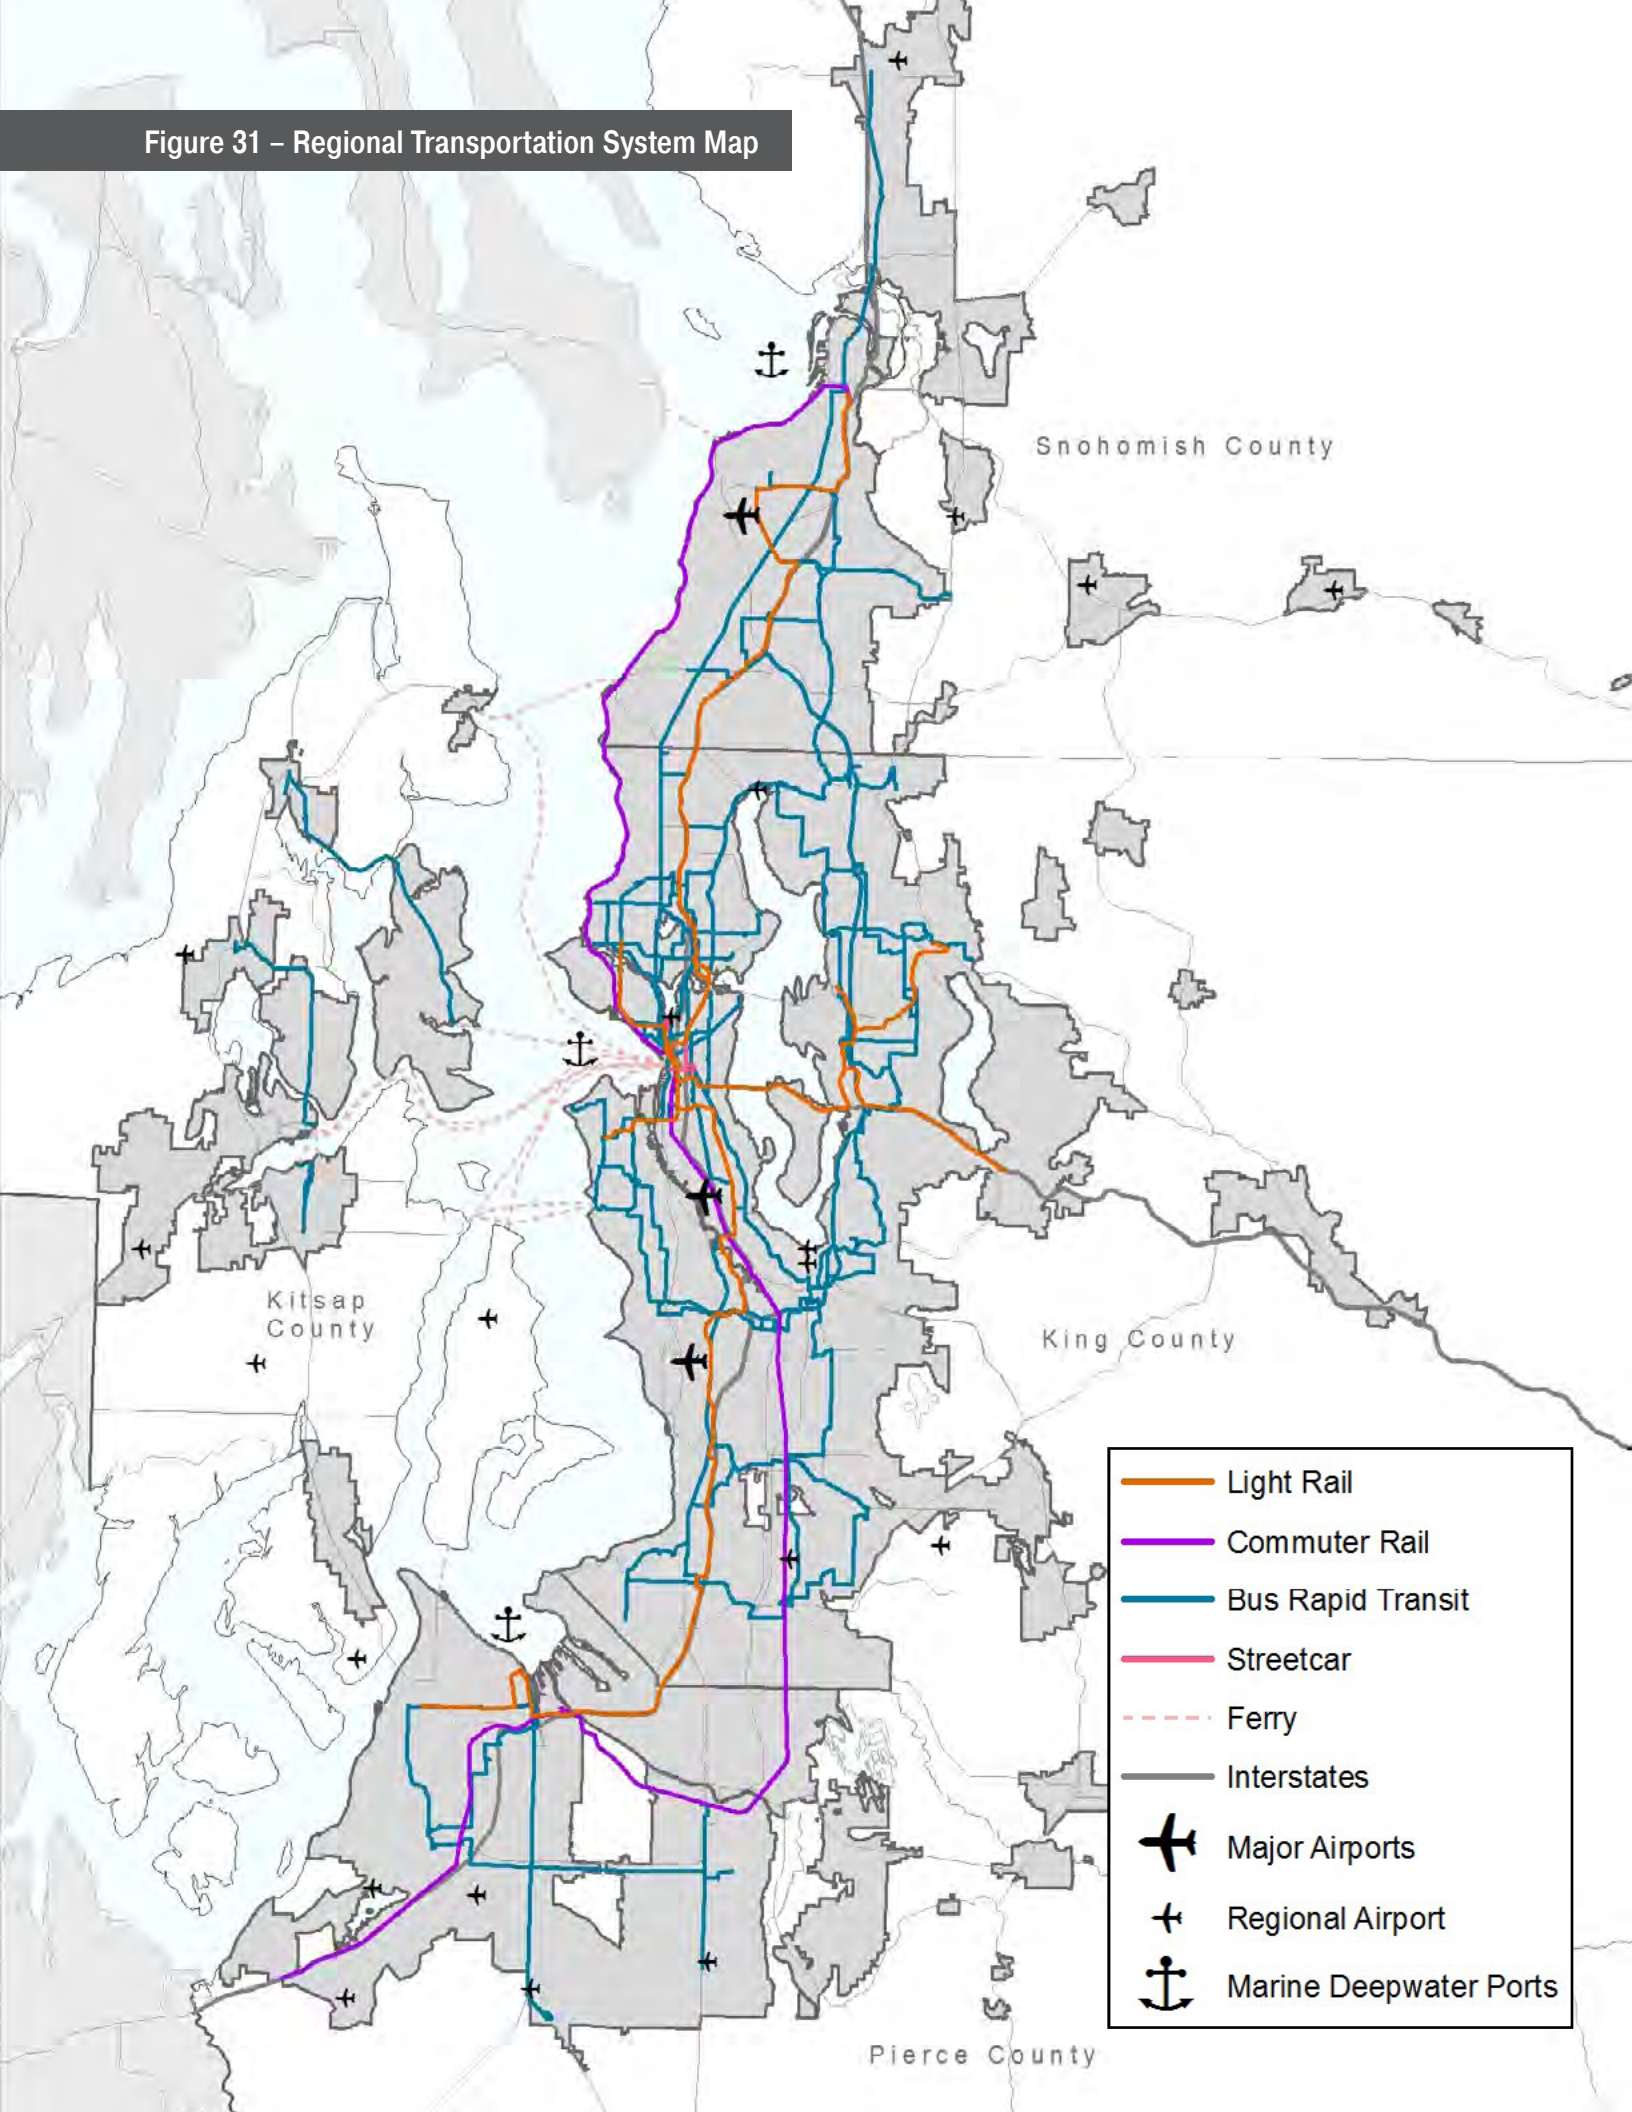 Figure 31 – Regional Transportation System Map
Snohomish County
Kitsap
County
King County
Light Rail
Commuter Rail
Bus Rapid Transit
Streetcar
Ferry
Interstates
Major Airports
Regional Airport
Marine Deepwater Ports
Pierce County